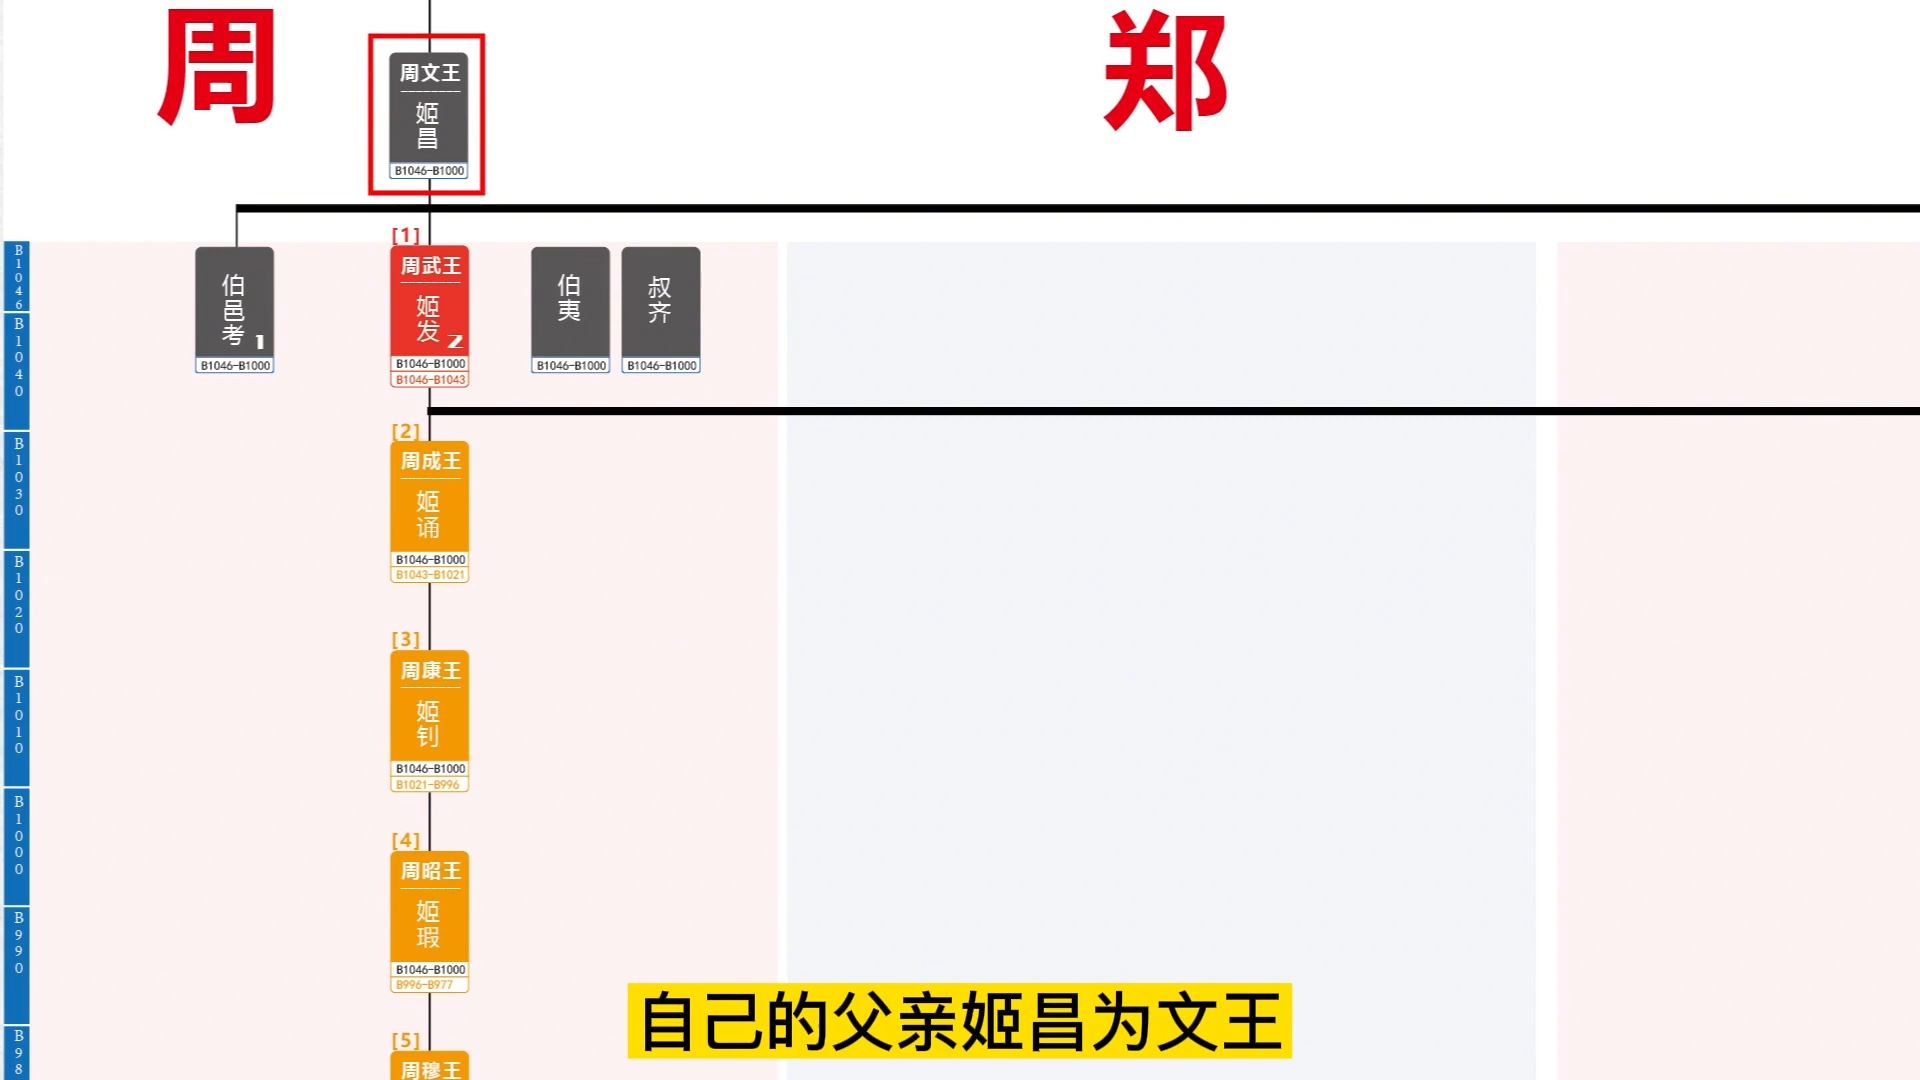 周
郑
周文王
姬昌
B1046-B1000
[1]
伯邑考
1
B1046-B1000
周武王
姬发
2
B1046-B1000
B1046-B1043
伯夷
B1046-B1000
叔齐
B1046-B1000
[2]
周成王
姬诵
B1046-B1000
B1043-B1021
[3]
周康王
姬钊
B1046-B1000
B1021-B996
[4]
周昭王
姬瑕
B1046-B1000
B996-B977
[5]
周穆王
B1046
B1040
B1030
B1020
B1010
B1000
B990
B98
自己的父亲姬昌为文王